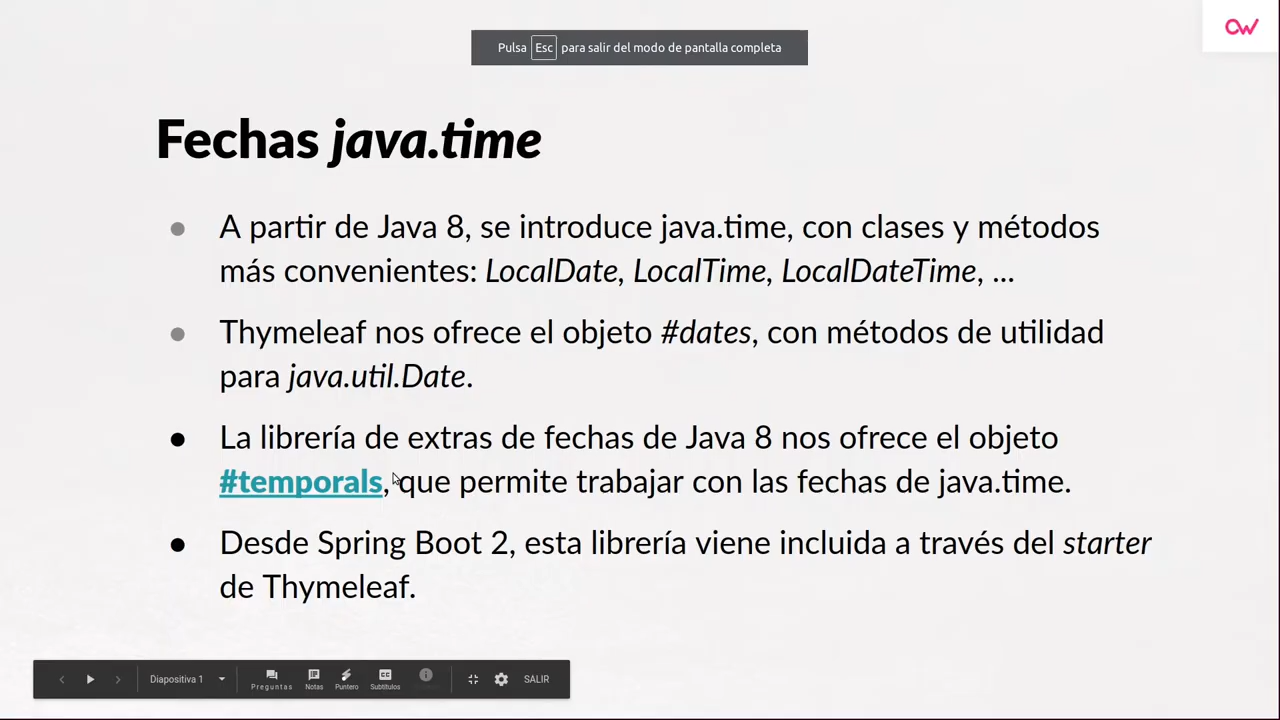 Pulsa Esc para salir del modo de pantalla completa
Fechas java.time
A partir de Java 8, se introduce java.time, con clases y métodos
más convenientes: LocalDate, LocalTime, LocalDateTime, ...
Thymeleaf nos ofrece el objeto #dates, con métodos de utilidad
para java.util.Date.
La librería de extras de fechas de Java 8 nos ofrece el objeto
#temporals, que permite trabajar con las fechas de java.time.
Desde Spring Boot 2, esta librería viene incluida a través del starter
de Thymeleaf.
Diapositiva 1
Preguntas
Notas
Puntero
CC
Subtítulos
SALIR